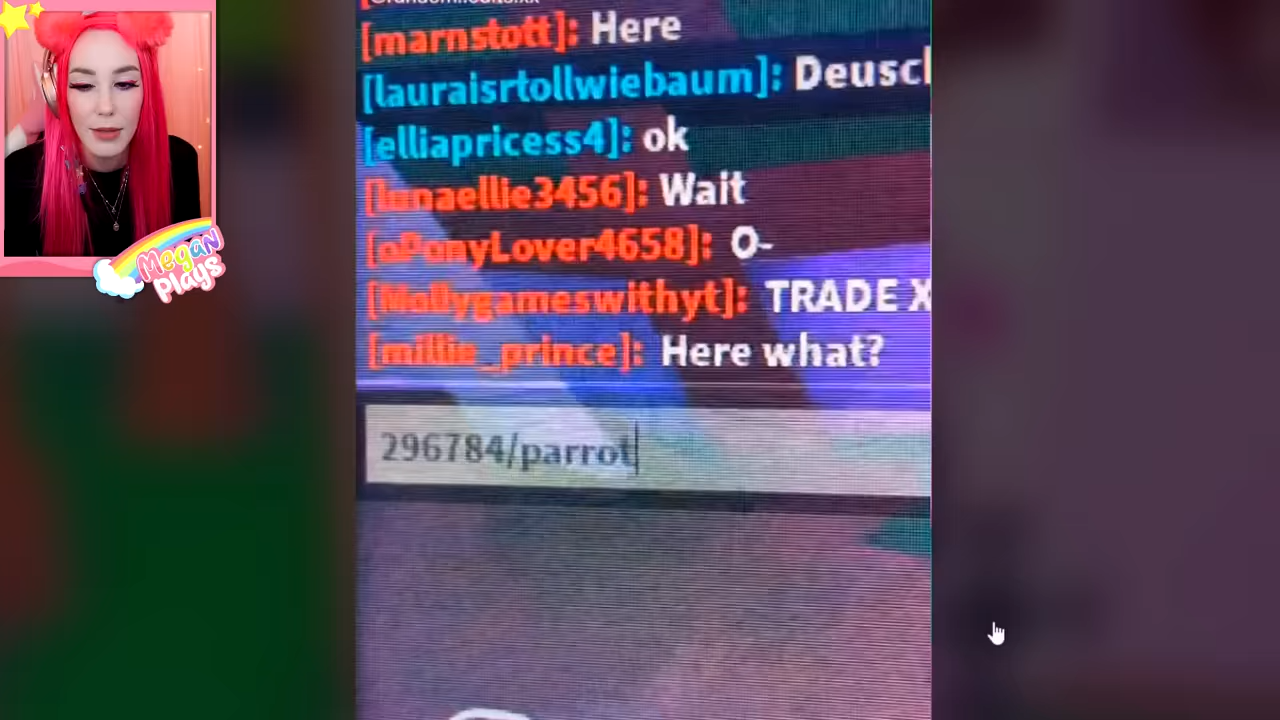 [marnstott]: Here
[lauraisrtollwiebaum]: Deuscl
[elliapricess4]: ok
[lunaellie3456]: Wait
[oPonyLover4658]: O-
[Mollygameswithyt]: TRADE X
[millie_prince]: Here what?
296784/parrot
Megan
Plays